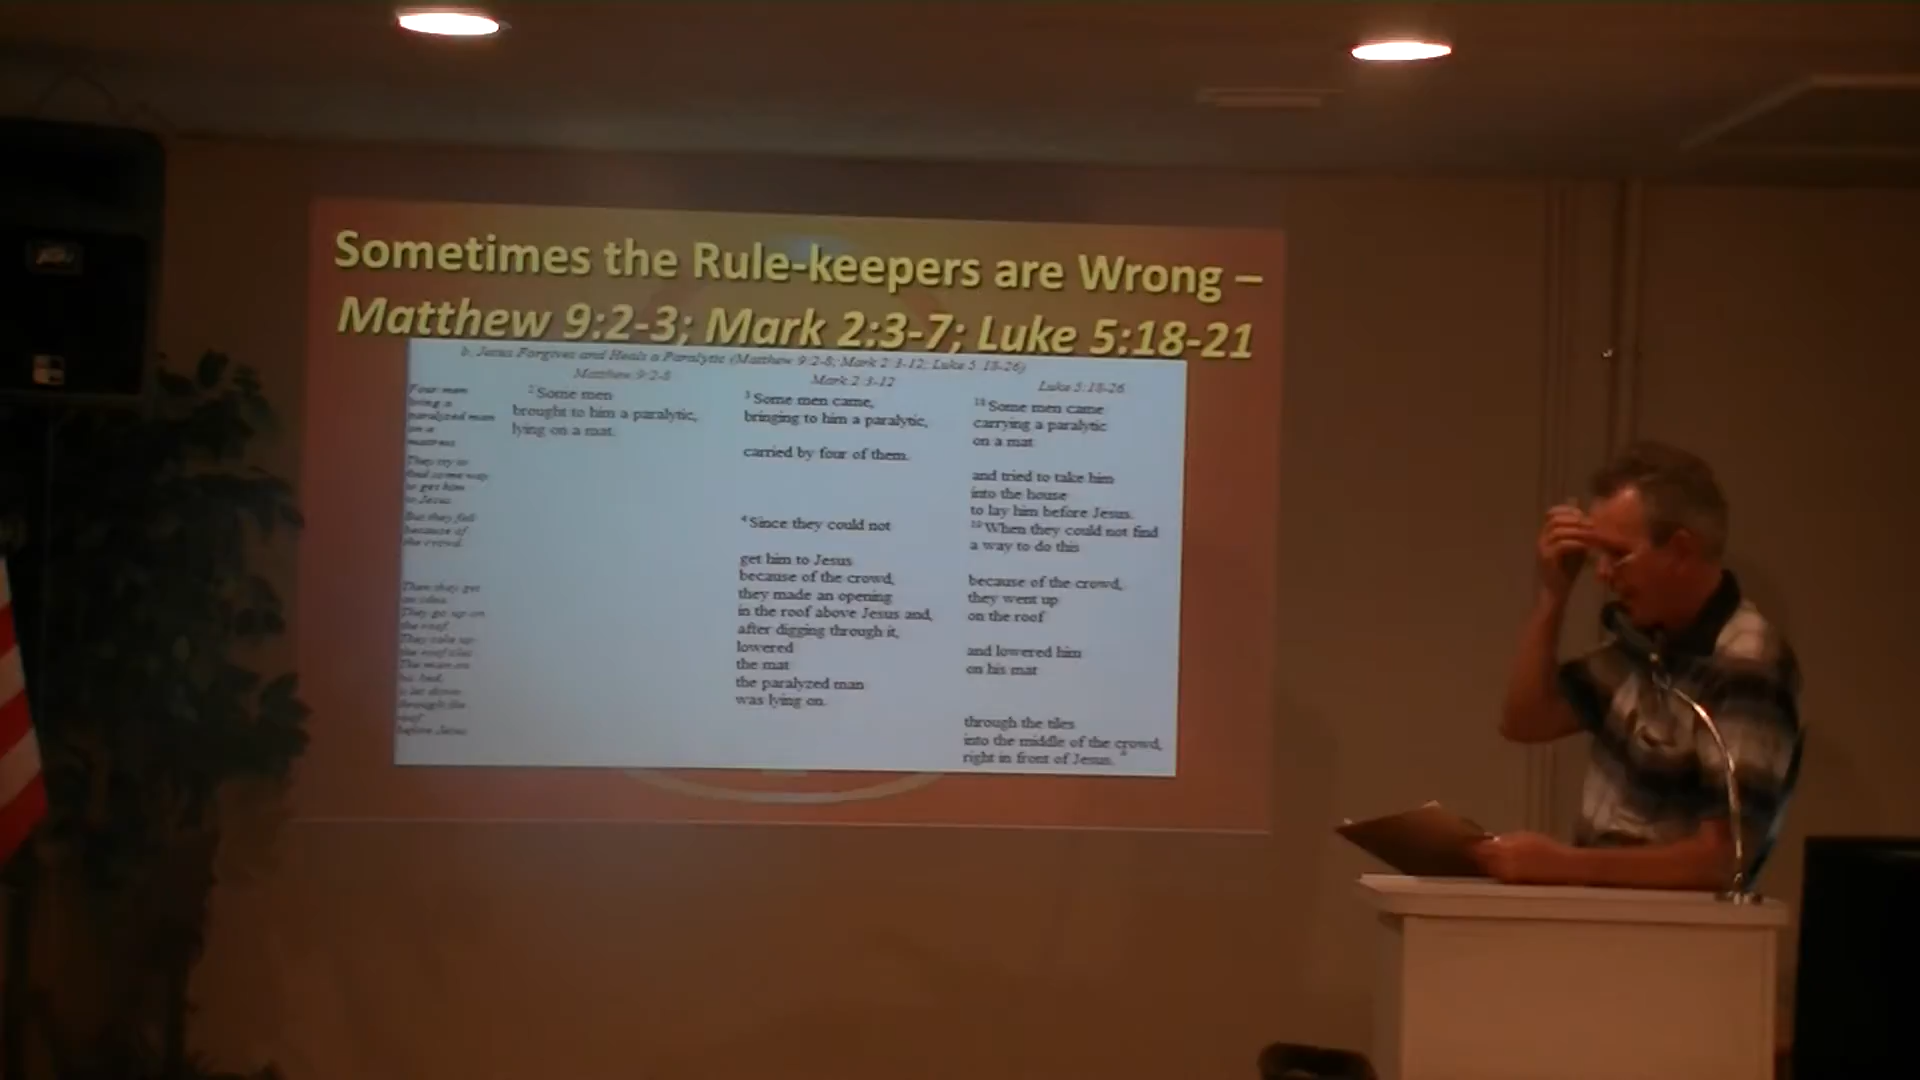 Sometimes the Rule-keepers are Wrong –
Matthew 9:2-3; Mark 2:3-7; Luke 5:18-21
b. Jesus Forgives and Heals a Paralytic (Matthew 9:2-8; Mark 2:3-12; Luke 5:18-26)
Matthew 9:2-8
Mark 2:3-12
Luke 5:18-26
Four men
bring a
paralyzed man
on a
mattress
They try to
find some way
to get him
to Jesus
But they fail
because of
the crowd.
Then they get
an idea.
They go up on
the roof.
They take up
the roof tiles
The man on
his bed
is let down
through the
roof
before Jesus
2 Some men
brought to him a paralytic,
lying on a mat.
3 Some men came,
bringing to him a paralytic,
carried by four of them.
4 Since they could not
get him to Jesus
because of the crowd,
they made an opening
in the roof above Jesus and,
after digging through it,
lowered
the mat
the paralyzed man
was lying on.
18 Some men came
carrying a paralytic
on a mat
and tried to take him
into the house
to lay him before Jesus.
19 When they could not find
a way to do this
because of the crowd,
they went up
on the roof
and lowered him
on his mat
through the tiles
into the middle of the crowd,
right in front of Jesus.